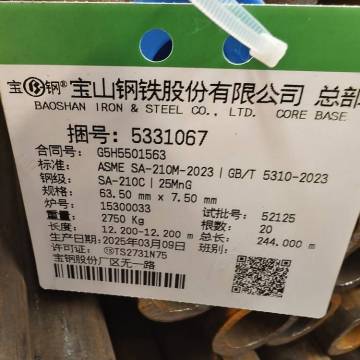 宝钢® 宝山钢铁股份有限公司 总部
BAOSHAN IRON & STEEL CO., LTD. CORE BASE
捆号: 5331067
合同号: G5H5501563
标准: ASME SA-210M-2023 | GB/T 5310-2023
钢级: SA-210C | 25MnG
规格: 63.50 mm × 7.50 mm
炉号: 15300033 试批号: 52125
重量: 2750 Kg 根数: 20
长度: 12.200-12.200 m 总长: 244.000 m
生产日期: 2025年03月09日 班别:
许可证: TS2731N75
宝钢股份厂区无一路